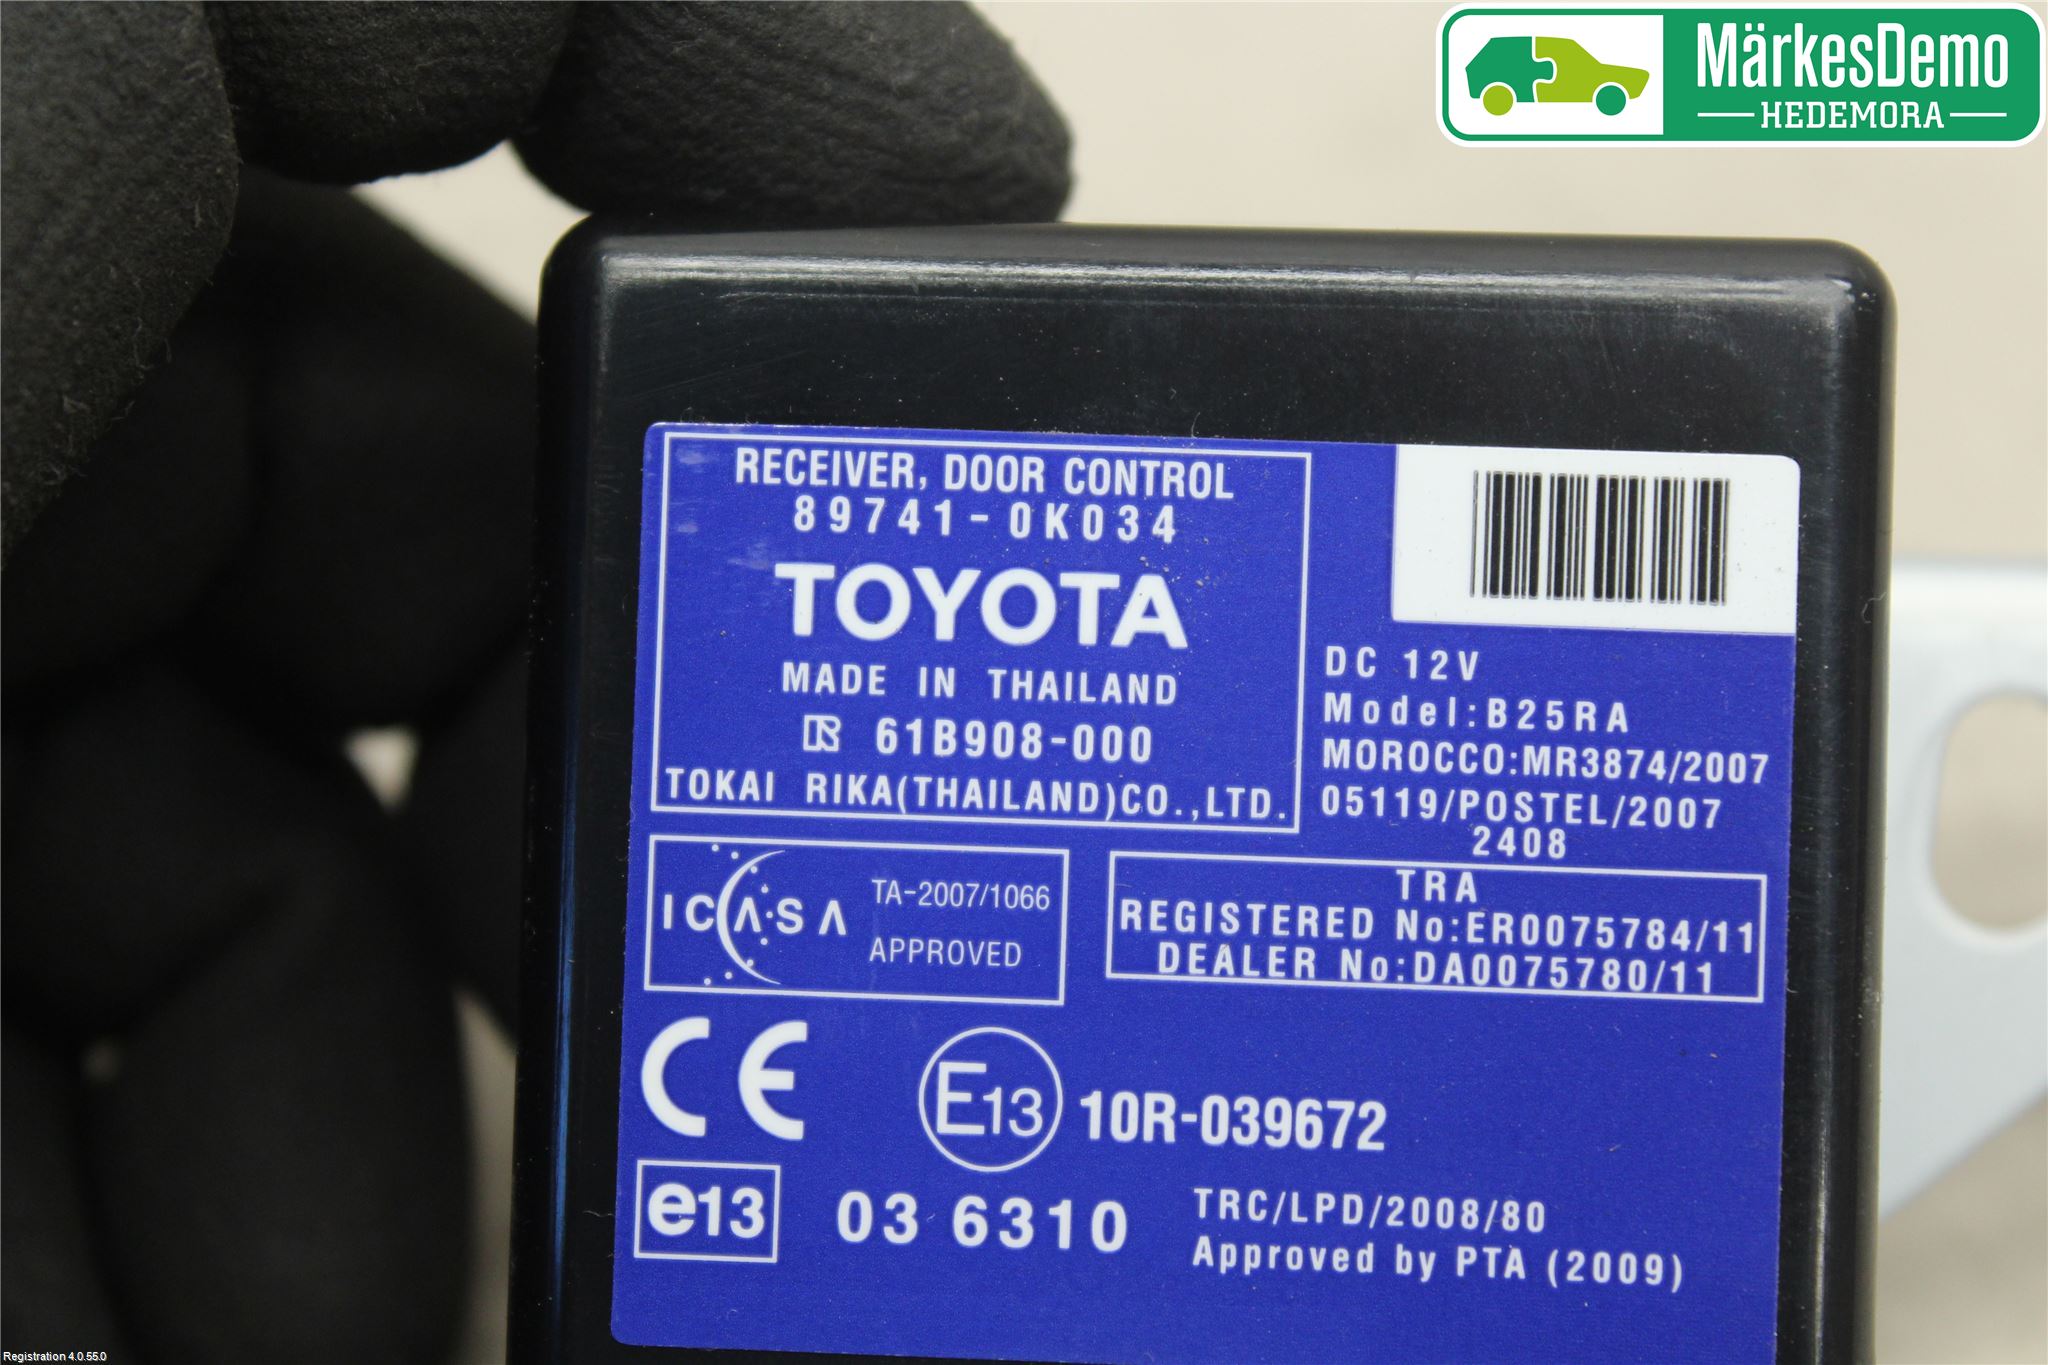 MärkesDemo
HEDEMORA
RECEIVER, DOOR CONTROL
89741-0K034
TOYOTA
MADE IN THAILAND
61B908-000
TOKAI RIKA(THAILAND)CO.,LTD.
DC 12V
Model:B25RA
MOROCCO:MR3874/2007
05119/POSTEL/2007
2408
ICASA
TA-2007/1066
APPROVED
TRA
REGISTERED No:ER0075784/11
DEALER No:DA0075780/11
CE
E13 10R-039672
e13 03 6310
TRC/LPD/2008/80
Approved by PTA (2009)
Registration 4.0.55.0